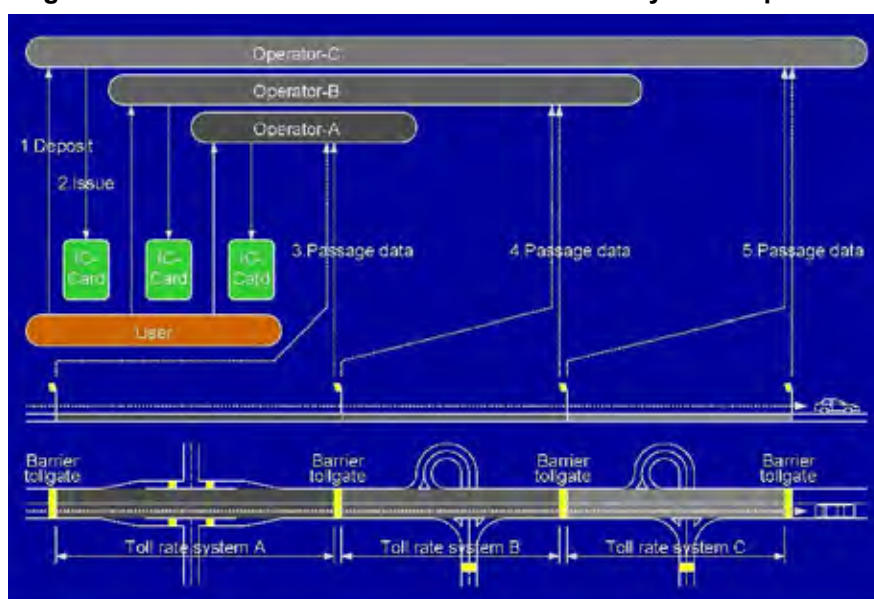 Operator-C
Operator-B
Operator-A
1.Deposit
2.Issue
IC-
Card
IC-
Card
IC-
Card
3.Passage data
4.Passage data
5.Passage data
User
Barrier
tollgate
Barrier
tollgate
Barrier
tollgate
Barrier
tollgate
Toll rate system A
Toll rate system B
Toll rate system C